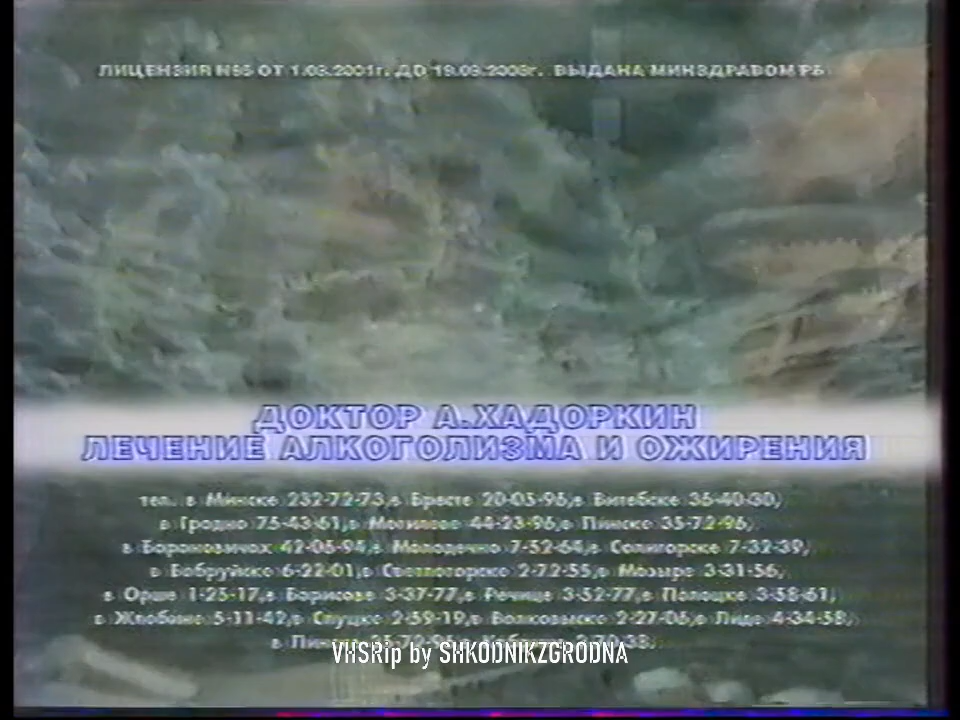 ЛИЦЕНЗИЯ ОТ 1.03.2001г. ДО ВЫДАНА МИНЗДРАВОМ РБ
ДОКТОР А.ХАДОРКИН
ЛЕЧЕНИЕ АЛКОГОЛИЗМА И ОЖИРЕНИЯ
тел.: в Минске 232-72-73,в Бресте 20-05-96,в Витебске 36-40-30,
в Гродно 75-43-61,в Могилеве 44-23-96,в Пинске 35-72-96,
в Барановичах 42-05-94,в Молодечно 7-52-64,в Солигорске 7-32-39,
в Бобруйске 6-22-01,в Светлогорске 2-72-55,в Мозыре 3-31-56,
в Орше 1-25-17,в Борисове 3-37-77,в Речице 3-52-77,в Полоцке 3-58-61,
в Жлобине 5-11-42,в Слуцке 2-59-19,в Волковыске 2-27-06,в Лиде 4-34-58,
в
VHSRip by SHKODNIKZGRODNA